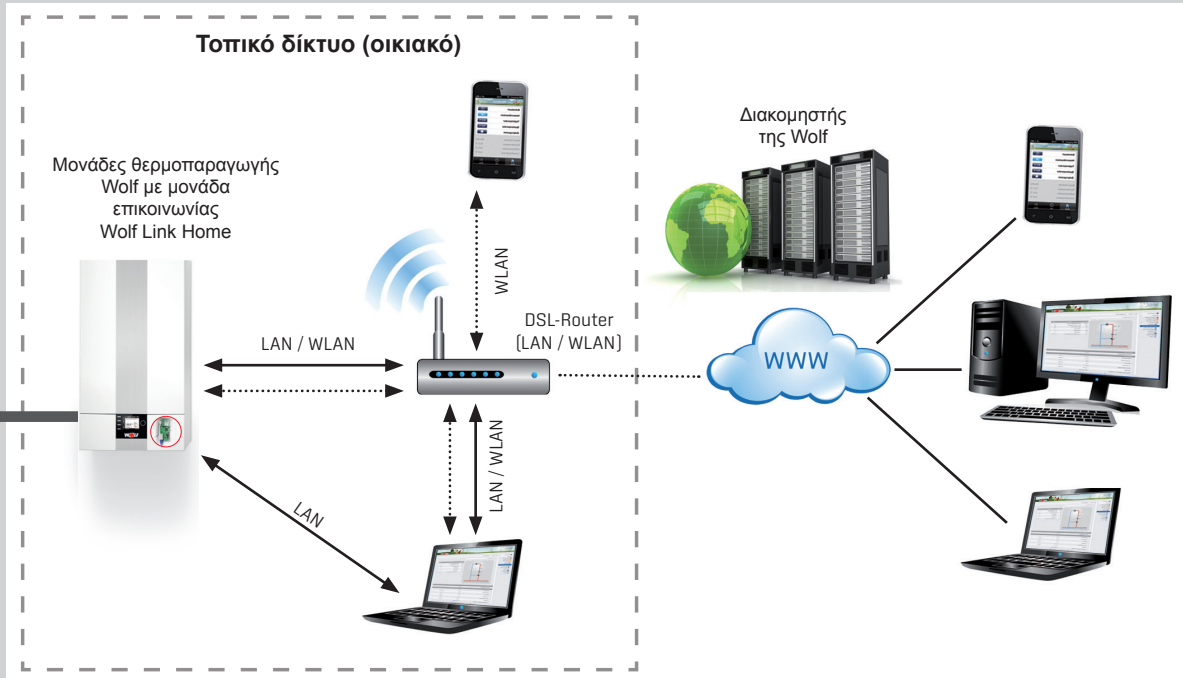 Τοπικό δίκτυο (οικιακό)
Μονάδες θερμοπαραγωγής
Wolf με μονάδα
επικοινωνίας
Wolf Link Home
WLAN
LAN / WLAN
DSL-Router
(LAN / WLAN)
LAN / WLAN
LAN
WOLF
Διακομηστής
της Wolf
WWW